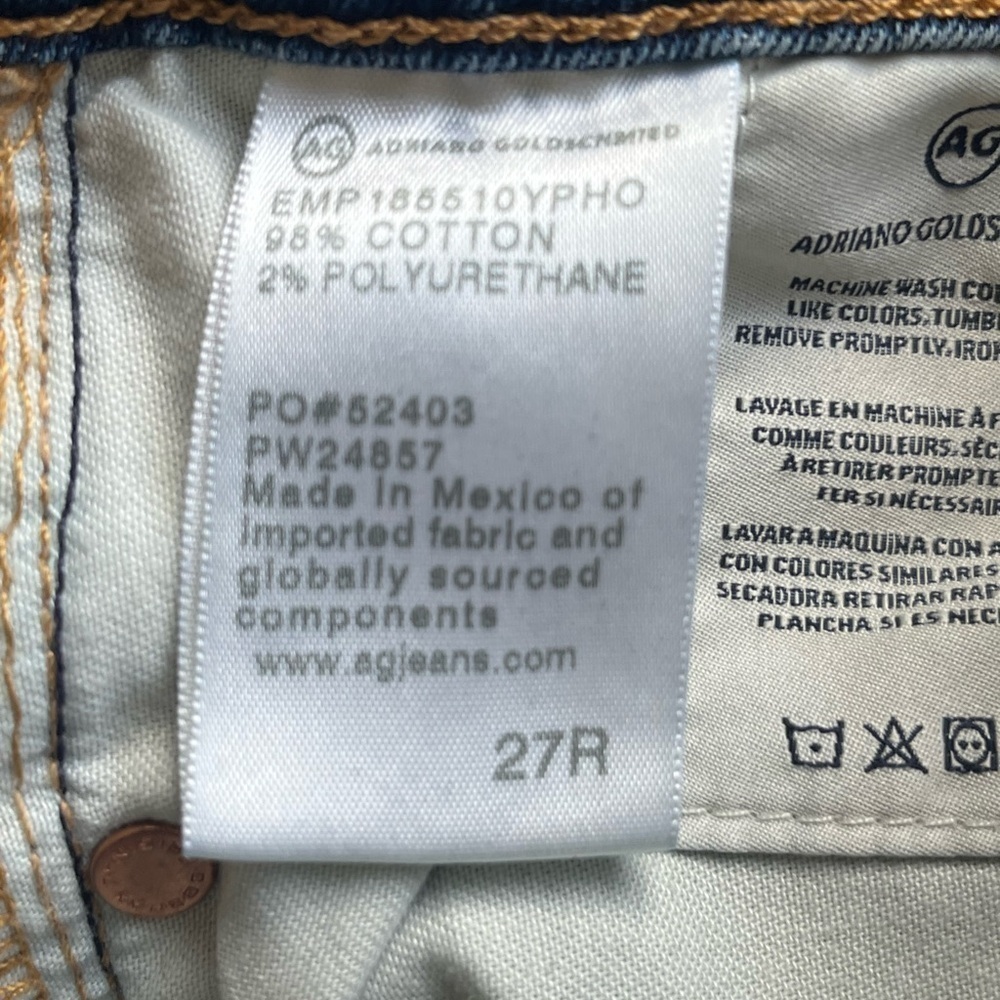 AG ADRIANO GOLDSCHMIED
EMP185510YPHO
98% COTTON
2% POLYURETHANE
PO#52403
PW24857
Made In Mexico of
imported fabric and
globally sourced
components
www.agjeans.com
27R
AG
ADRIANO GOLDS
MACHINE WASH CO
LIKE COLORS, TUMB
REMOVE PROMPTLY, IRON
LAVAGE EN MACHINE À F
COMME COULEURS, SÉC
À RETIRER PROMPTE
FER SI NÉCESSAIR
LAVAR A MAQUINA CON A
CON COLORES SIMILARES
SECADORA RETIRAR RAP
PLANCHA SI ES NEC